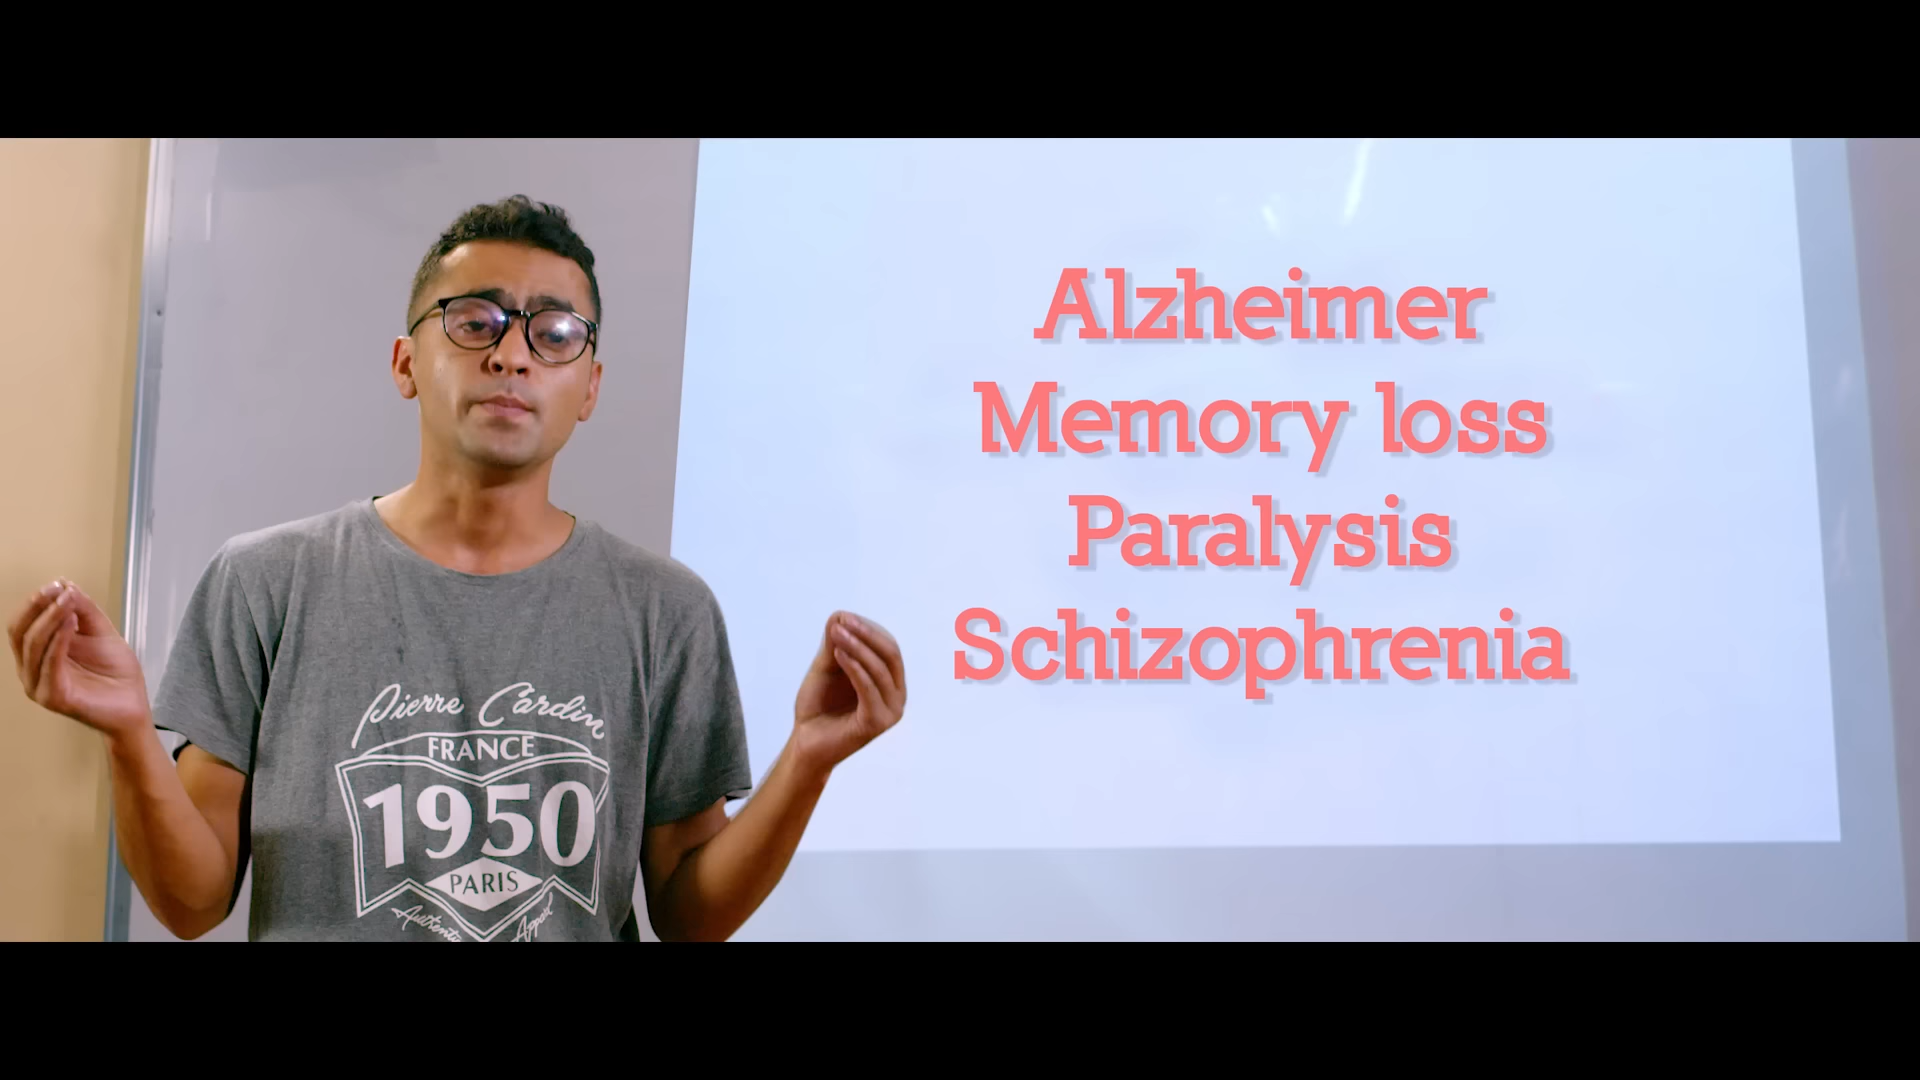 Alzheimer
Memory loss
Paralysis
Schizophrenia
Pierre Cardin
FRANCE
1950
PARIS